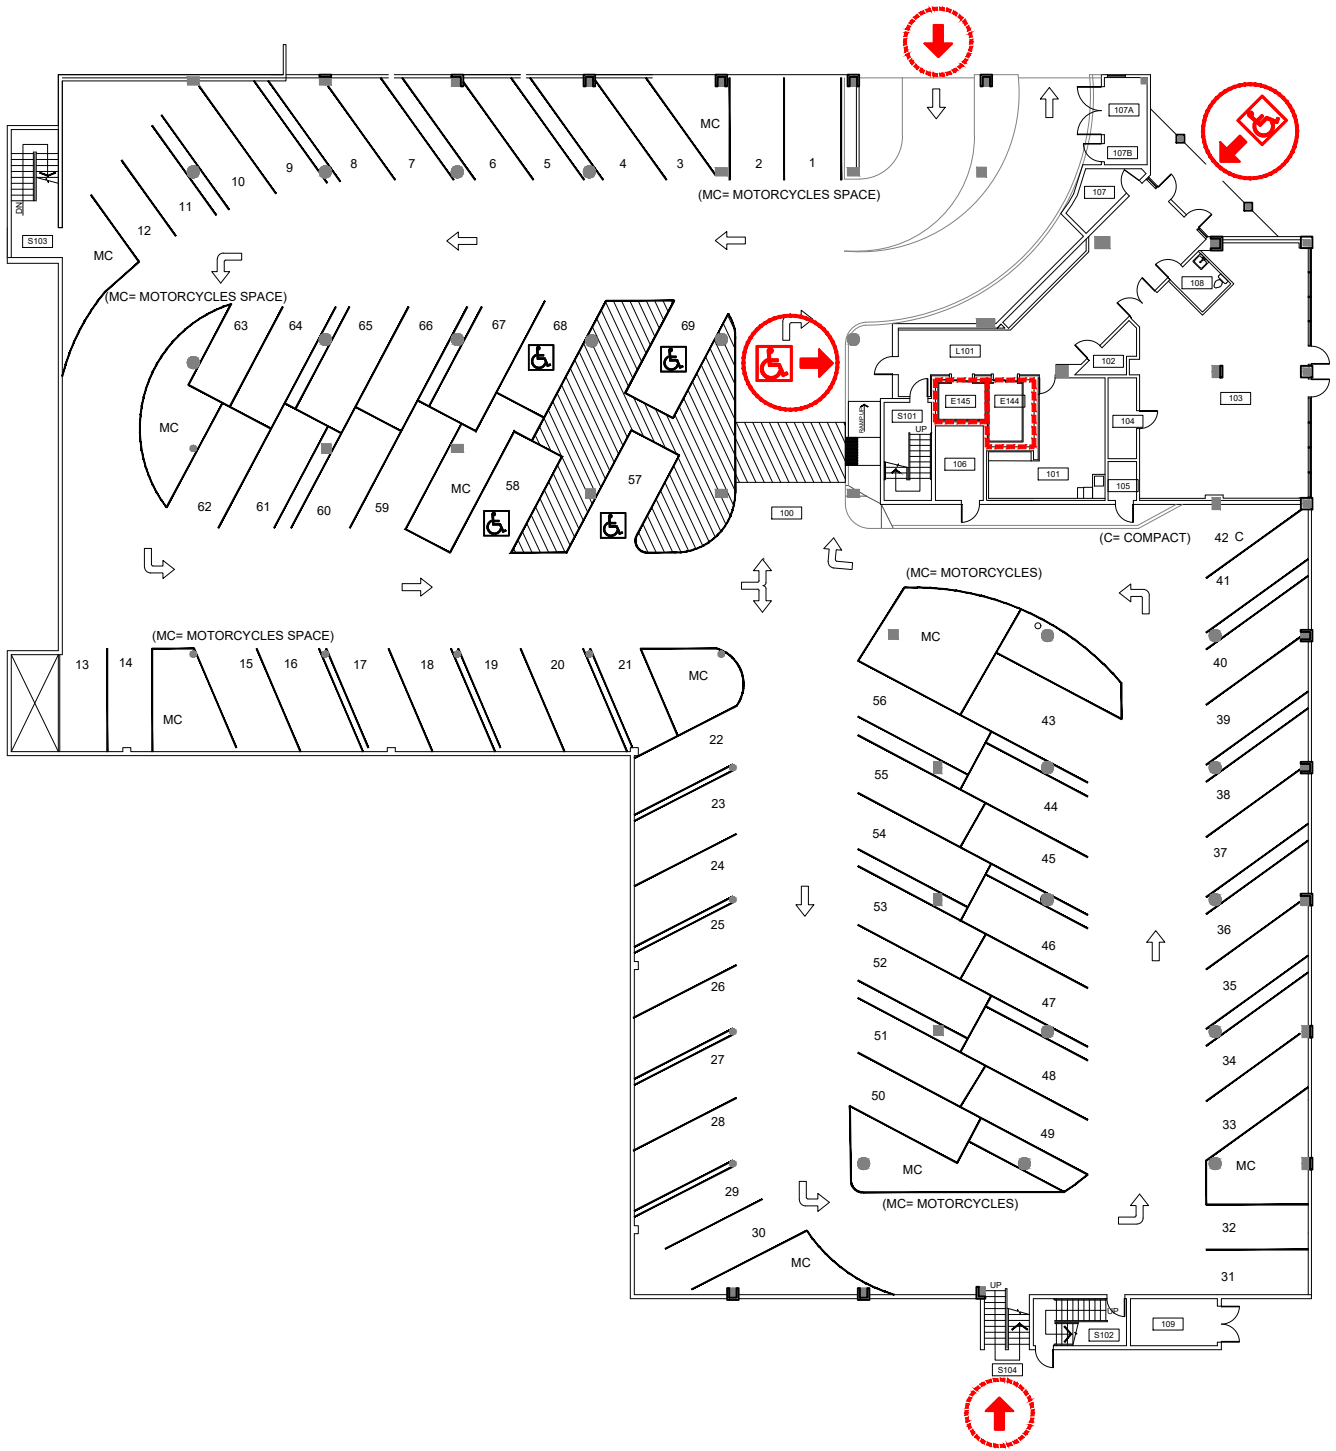 107A
107B
MC
9
8
7
6
5
4
3
2
1
10
11
12
(MC= MOTORCYCLES SPACE)
107
DN
S103
MC
(MC= MOTORCYCLES SPACE)
108
63
64
65
66
67
68
69
L101
102
103
E145
E144
S101
RAMP UP
UP
104
MC
106
101
105
62
61
60
59
MC
58
57
100
(C= COMPACT)
42 C
41
(MC= MOTORCYCLES)
(MC= MOTORCYCLES SPACE)
MC
13
14
15
16
17
18
19
20
21
MC
MC
40
56
43
39
22
55
38
23
44
54
45
37
24
53
36
25
46
52
35
26
47
51
34
27
48
50
33
28
49
MC
MC
29
(MC= MOTORCYCLES)
30
32
MC
31
UP
UP
S102
109
S104